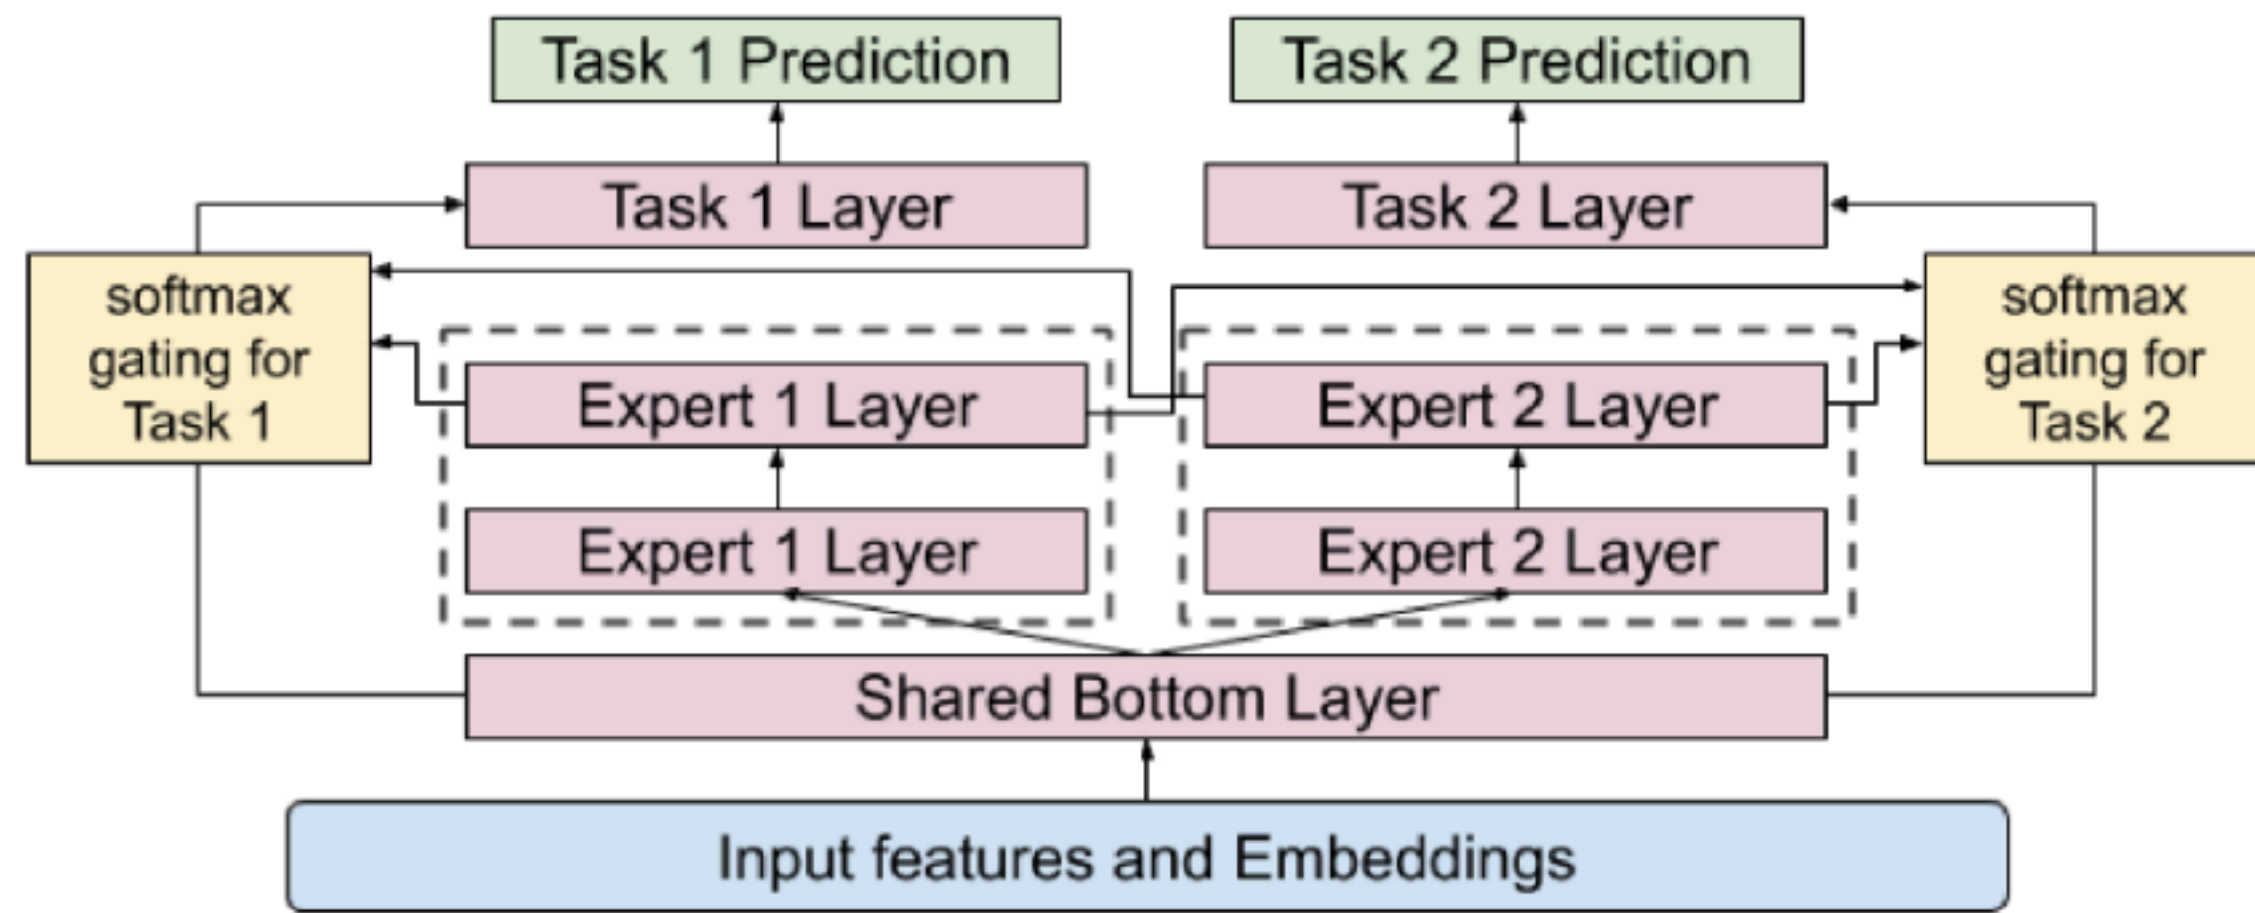 Task 1 Prediction
Task 2 Prediction
Task 1 Layer
Task 2 Layer
softmax
gating for
Task 1
softmax
gating for
Task 2
Expert 1 Layer
Expert 2 Layer
Expert 1 Layer
Expert 2 Layer
Shared Bottom Layer
Input features and Embeddings